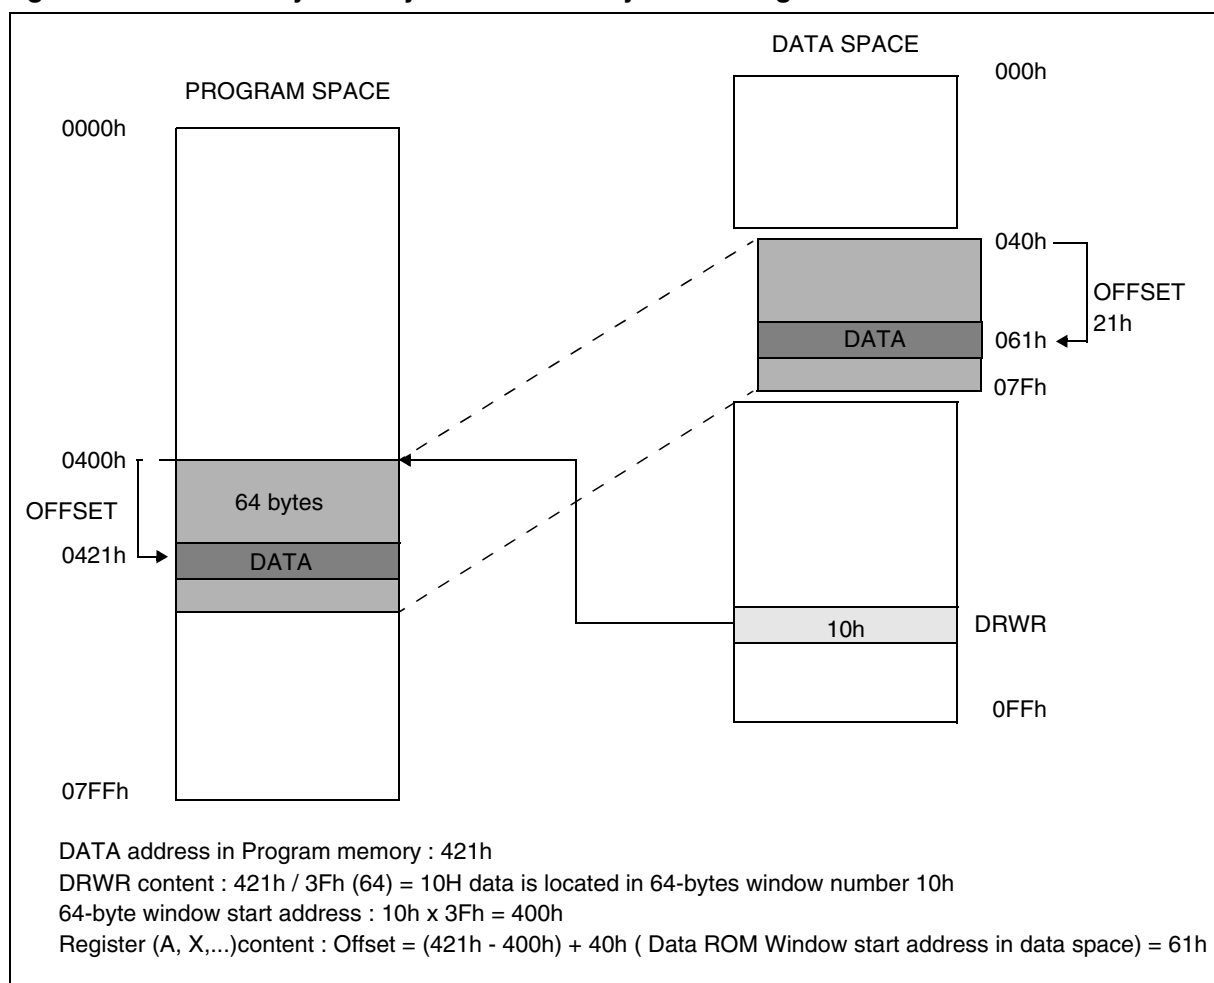 DATA SPACE
000h
PROGRAM SPACE
0000h
040h
OFFSET
21h
DATA
061h
07Fh
0400h
64 bytes
OFFSET
0421h
DATA
10h
DRWR
0FFh
07FFh
DATA address in Program memory : 421h
DRWR content : 421h / 3Fh (64) = 10H data is located in 64-bytes window number 10h
64-byte window start address : 10h x 3Fh = 400h
Register (A, X,...)content : Offset = (421h - 400h) + 40h ( Data ROM Window start address in data space) = 61h